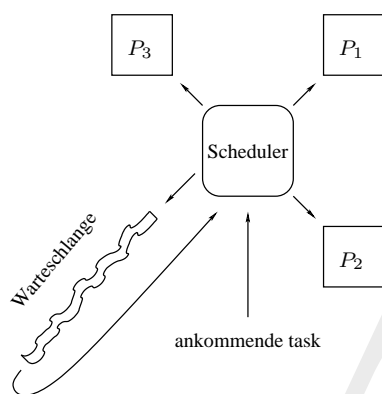 P₃
P₁
Scheduler
Warteschlange
P₂
ankommende task